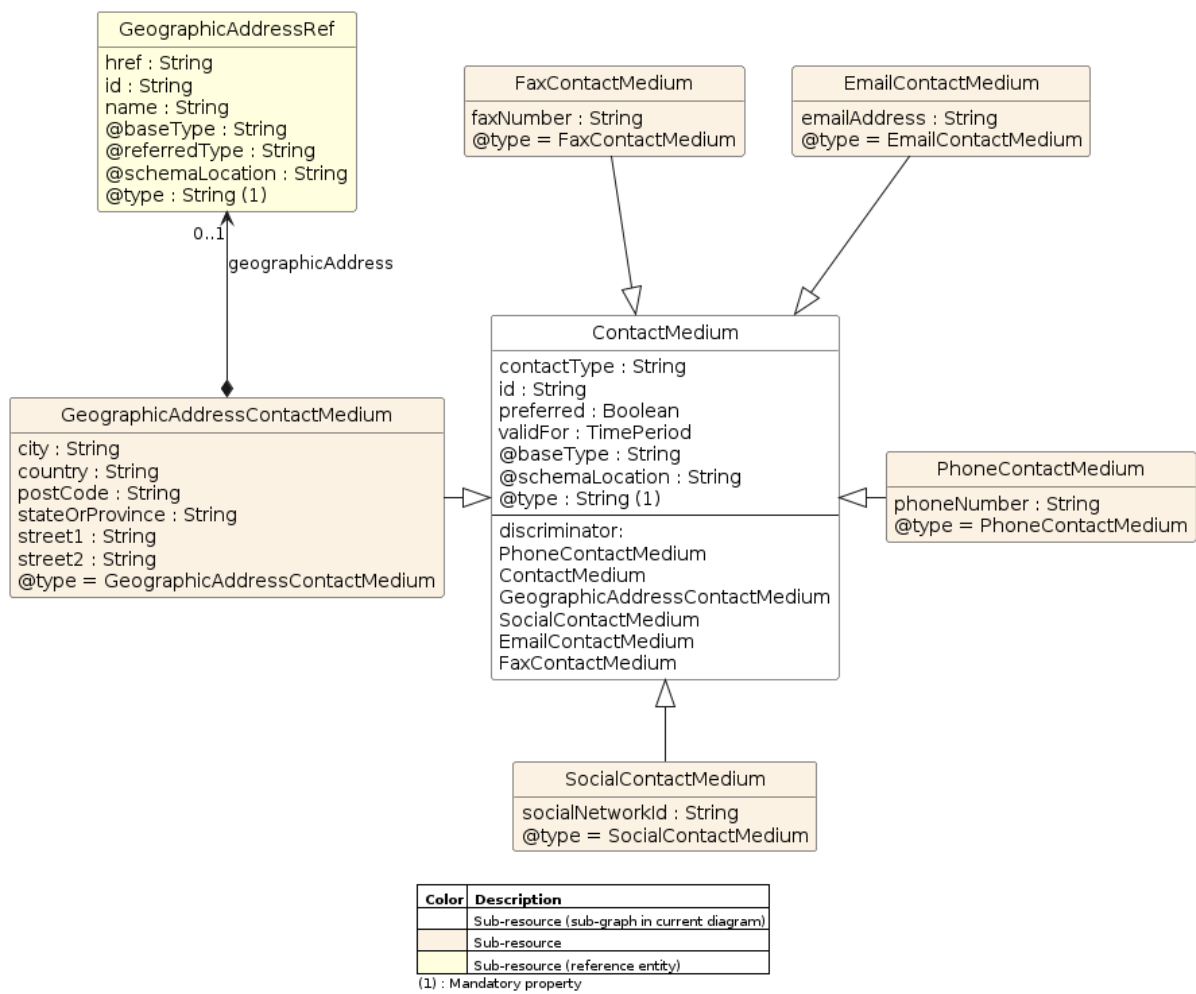 GeographicAddressRef
href : String
id : String
name : String
@baseType : String
@referredType : String
@schemaLocation : String
@type : String (1)
FaxContactMedium
faxNumber : String
@type = FaxContactMedium
EmailContactMedium
emailAddress : String
@type = EmailContactMedium
0..1
geographicAddress
ContactMedium
contactType : String
id : String
preferred : Boolean
validFor : TimePeriod
@baseType : String
@schemaLocation : String
@type : String (1)
discriminator:
PhoneContactMedium
ContactMedium
GeographicAddressContactMedium
SocialContactMedium
EmailContactMedium
FaxContactMedium
GeographicAddressContactMedium
city : String
country : String
postCode : String
stateOrProvince : String
street1 : String
street2 : String
@type = GeographicAddressContactMedium
PhoneContactMedium
phoneNumber : String
@type = PhoneContactMedium
SocialContactMedium
socialNetworkId : String
@type = SocialContactMedium
Color Description
Sub-resource (sub-graph in current diagram)
Sub-resource
Sub-resource (reference entity)
(1) : Mandatory property